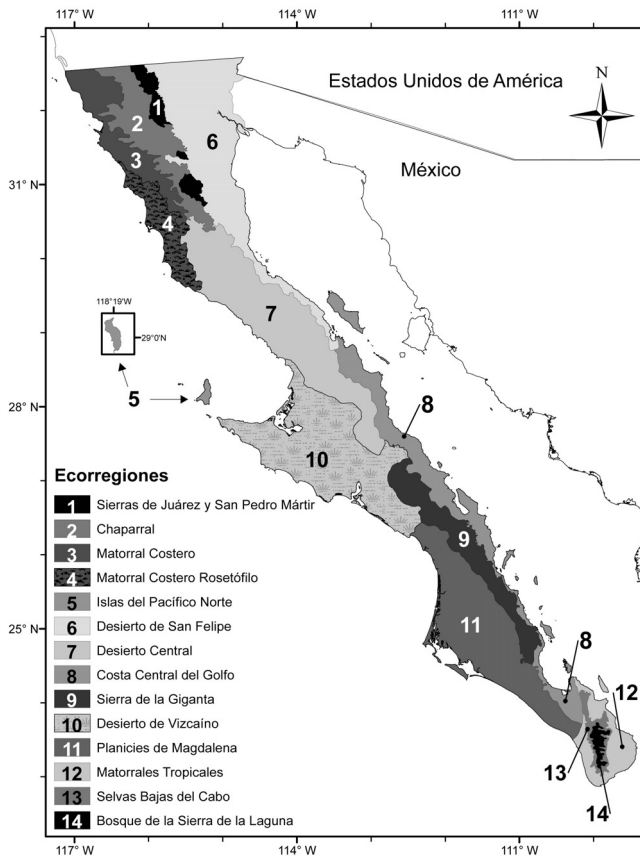 117° W
114° W
111° W
Estados Unidos de América
N
México
1
2
6
3
31° N
4
7
118°19'W
29°0'N
5
28° N
8
10
9
11
25° N
8
12
13
14
Ecorregiones
1 Sierras de Juárez y San Pedro Mártir
2 Chaparral
3 Matorral Costero
4 Matorral Costero Rosetófilo
5 Islas del Pacífico Norte
6 Desierto de San Felipe
7 Desierto Central
8 Costa Central del Golfo
9 Sierra de la Giganta
10 Desierto de Vizcaíno
11 Planicies de Magdalena
12 Matorrales Tropicales
13 Selvas Bajas del Cabo
14 Bosque de la Sierra de la Laguna
117° W
114° W
111° W